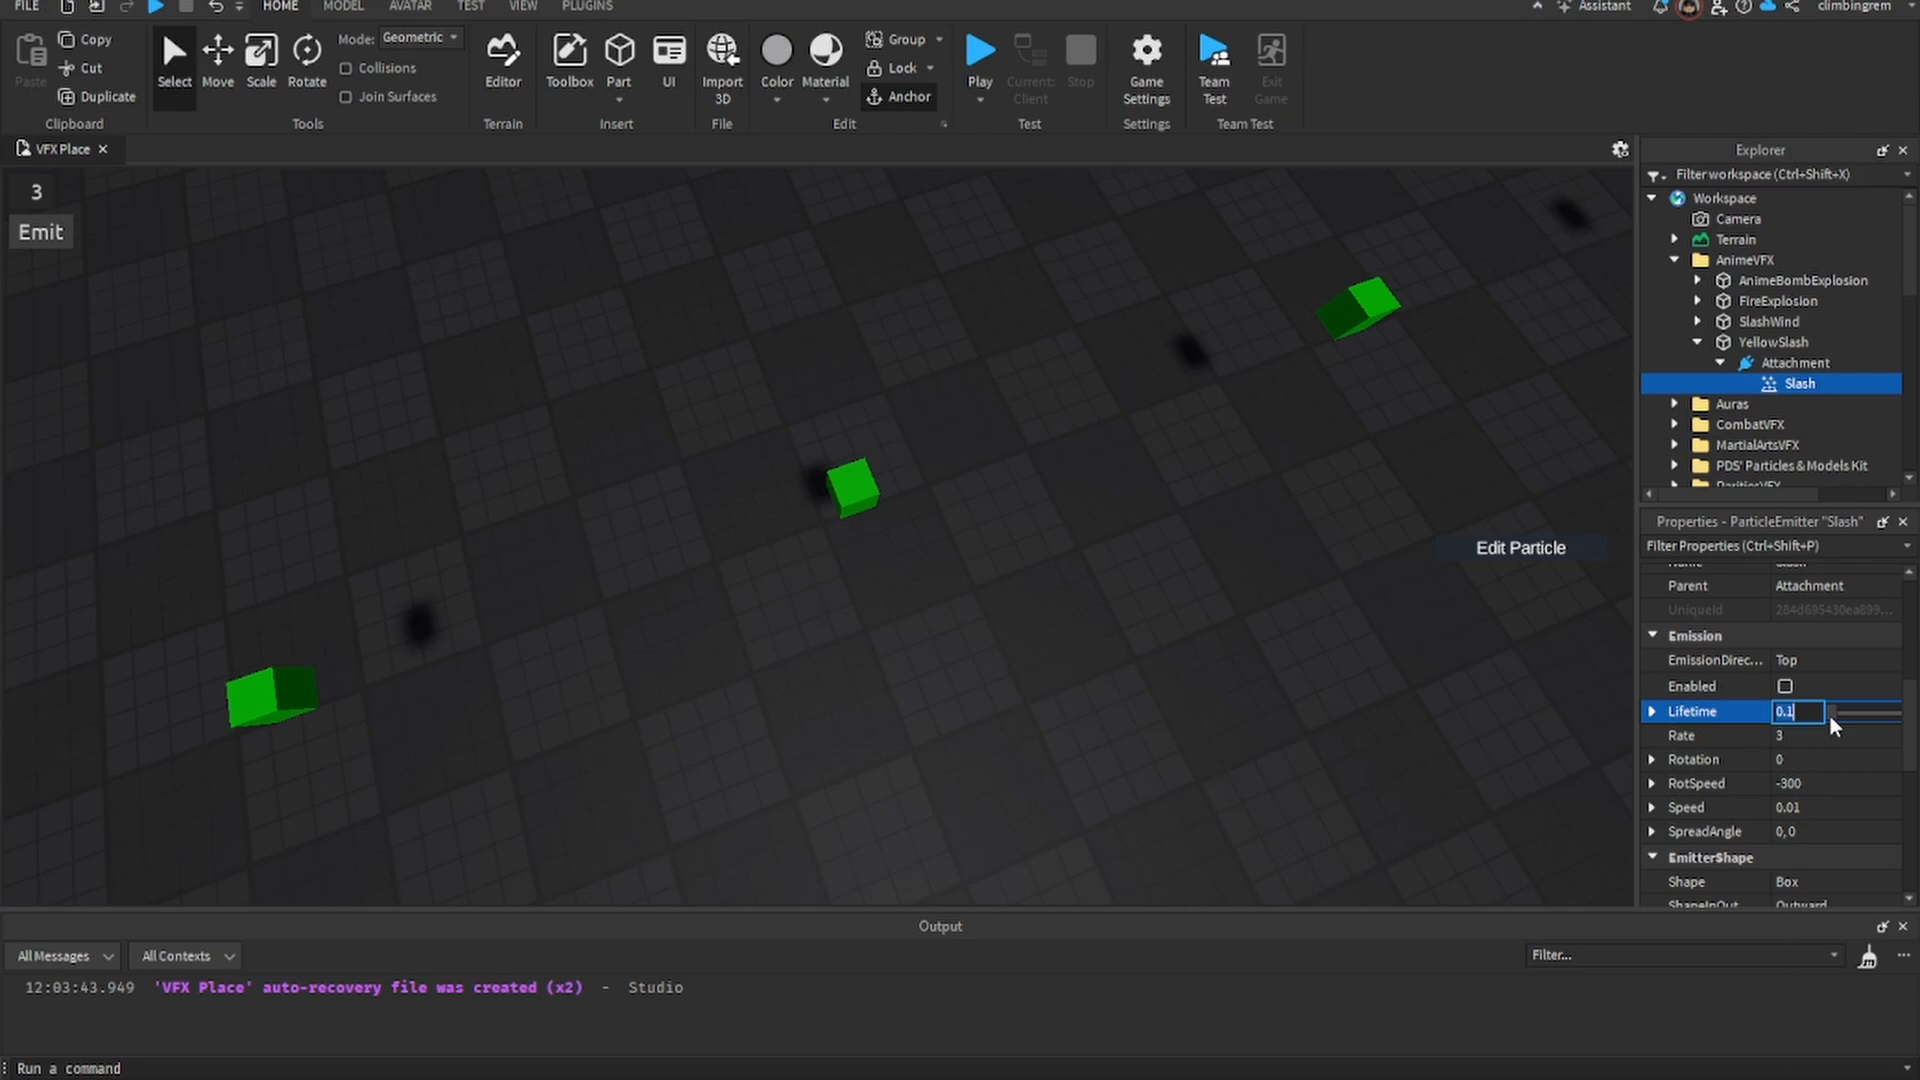 FILE HOME MODEL AVATAR TEST VIEW PLUGINS Assistant climbingrem
Paste Copy Cut Duplicate Clipboard
Select Move Scale Rotate Mode: Geometric Collisions Join Surfaces Tools
Editor Terrain
Toolbox Part UI Insert
Import 3D File
Color Material Group Lock Anchor Edit
Play Current: Client Stop Test
Game Settings Settings
Team Test Exit Game Team Test
VFX Place
3
Emit
Edit Particle
Explorer
Filter workspace (Ctrl+Shift+X)
Workspace
Camera
Terrain
AnimeVFX
AnimeBombExplosion
FireExplosion
SlashWind
YellowSlash
Attachment
Slash
Auras
CombatVFX
MartialArtsVFX
PDS' Particles & Models Kit
Properties - ParticleEmitter "Slash"
Filter Properties (Ctrl+Shift+P)
Parent Attachment
UniqueId 284d695430ea899...
Emission
EmissionDirec... Top
Enabled
Lifetime 0.1
Rate 3
Rotation 0
RotSpeed -300
Speed 0.01
SpreadAngle 0, 0
EmitterShape
Shape Box
ShapeInOut Outward
Output
All Messages All Contexts Filter...
12:03:43.949 'VFX Place' auto-recovery file was created (x2) - Studio
Run a command